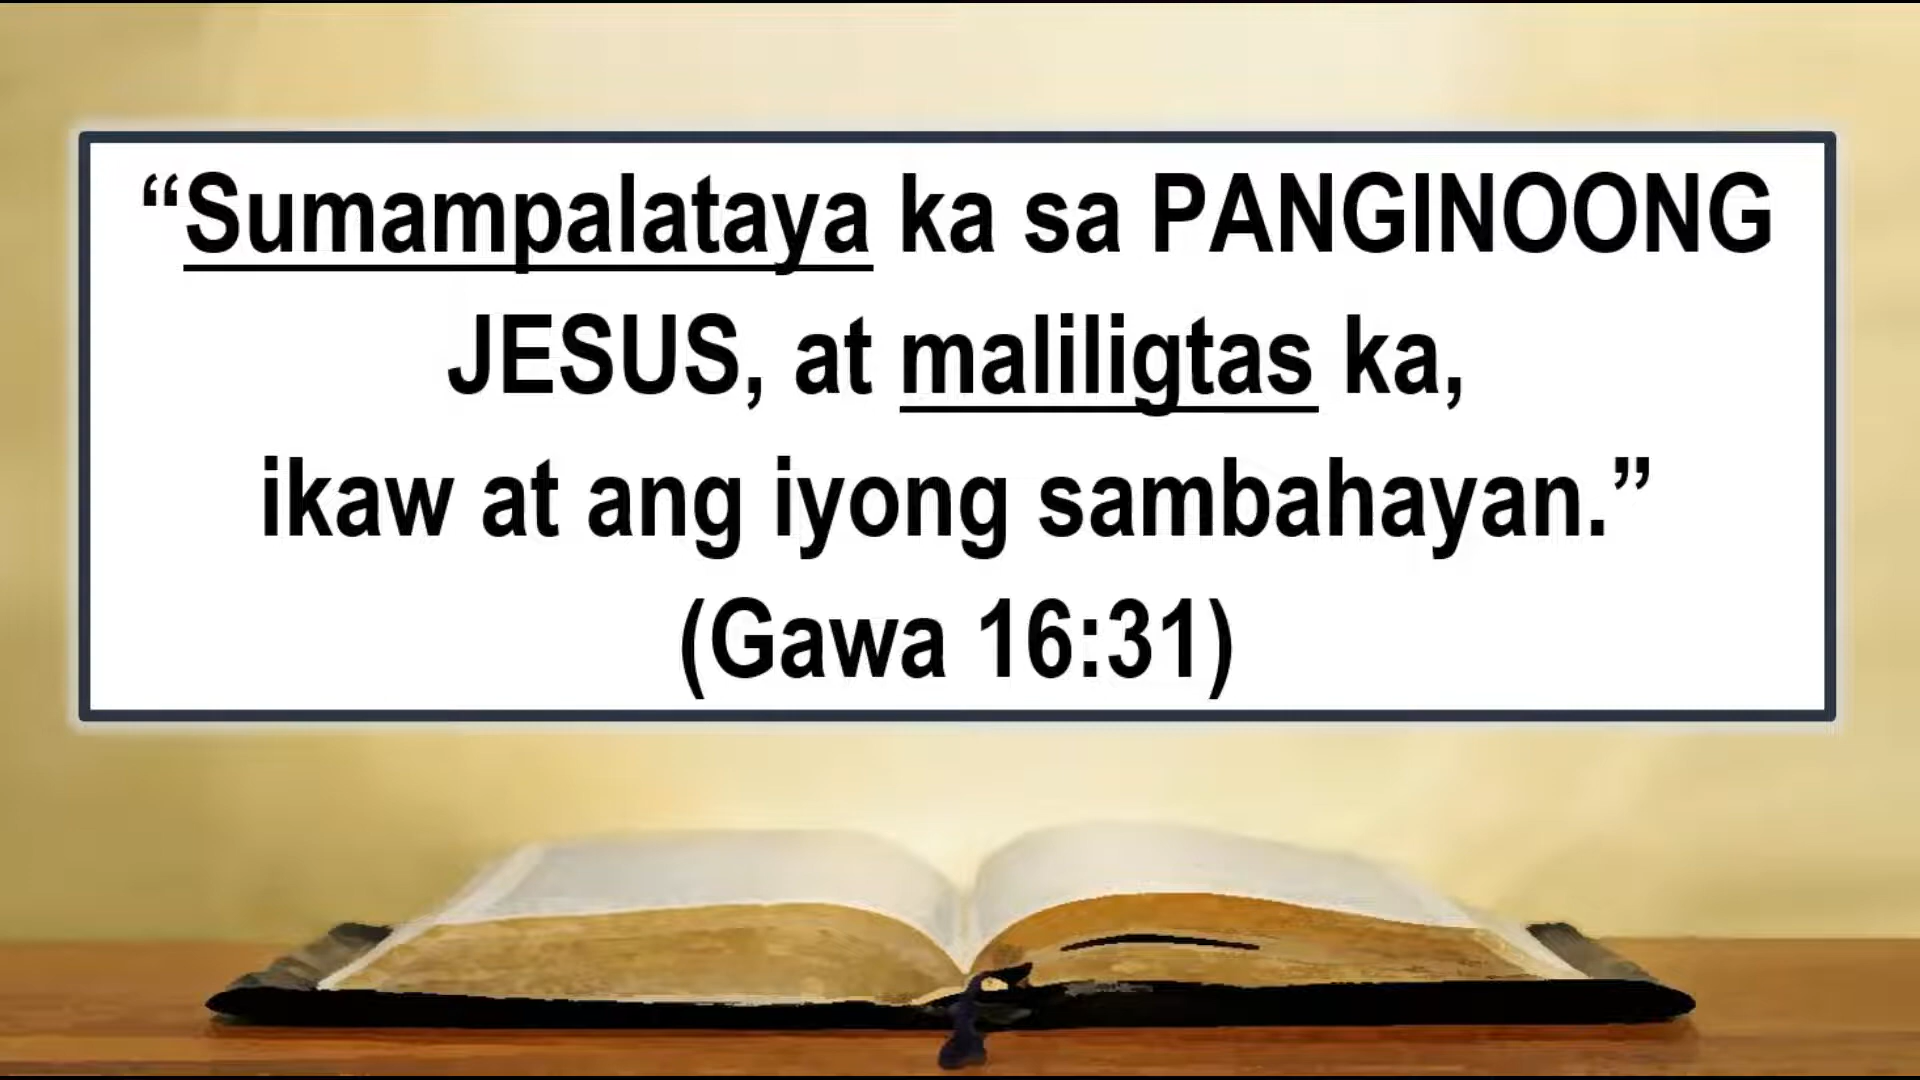 “Sumampalataya ka sa PANGINOONG
JESUS, at maliligtas ka,
ikaw at ang iyong sambahayan.”
(Gawa 16:31)